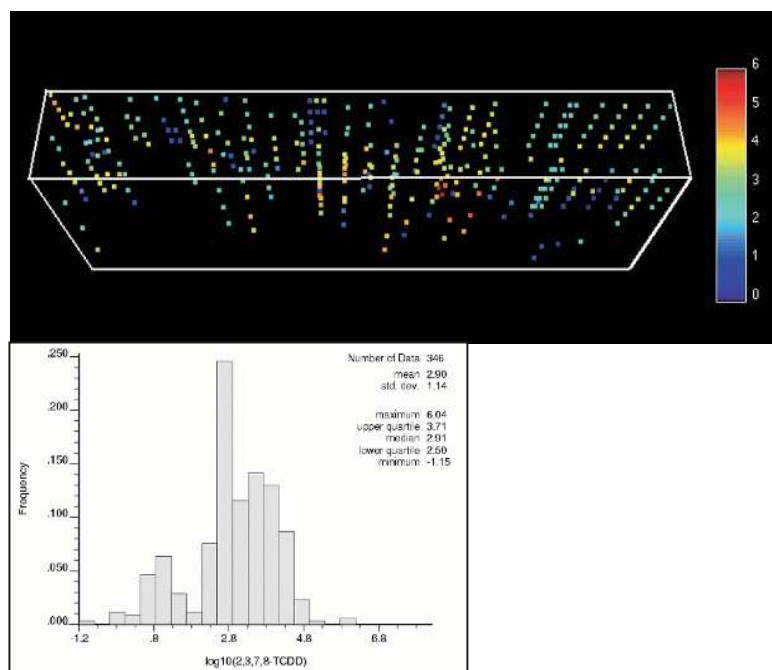 6
5
4
3
2
1
0
.250
.200
.150
.100
.050
.000
Frequency
Number of Data 346
mean 2.90
std. dev. 1.14
maximum 6.04
upper quartile 3.71
median 2.91
lower quartile 2.50
minimum -1.15
-1.2 .8 2.8 4.8 6.8
log10(2,3,7,8-TCDD)